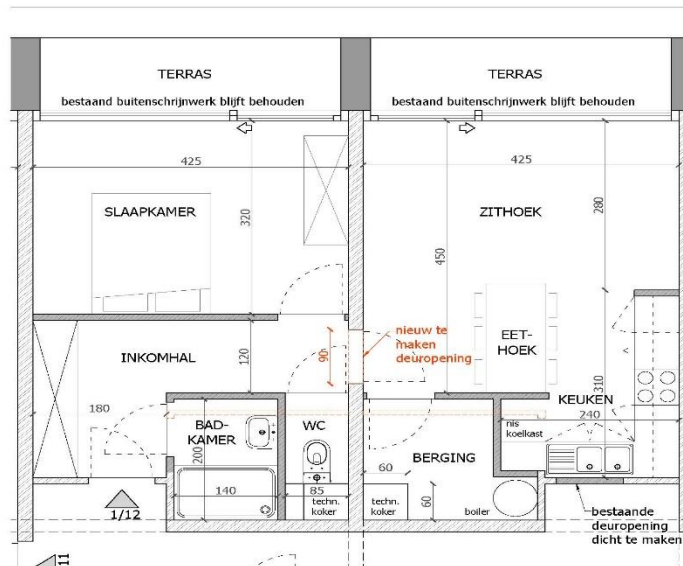 TERRAS
bestaand buitenschrijnwerk blijft behouden
TERRAS
bestaand buitenschrijnwerk blijft behouden
425
425
SLAAPKAMER
320
ZITHOEK
280
450
nieuw te
maken
deuropening
90
EET-
HOEK
INKOMHAL
120
310
KEUKEN
240
180
BAD-
KAMER
200
WC
nis
koelkast
BERGING
60
140
85
techn.
koker
techn.
koker
60
boiler
bestaande
deuropening
dicht te maken
1/12
11